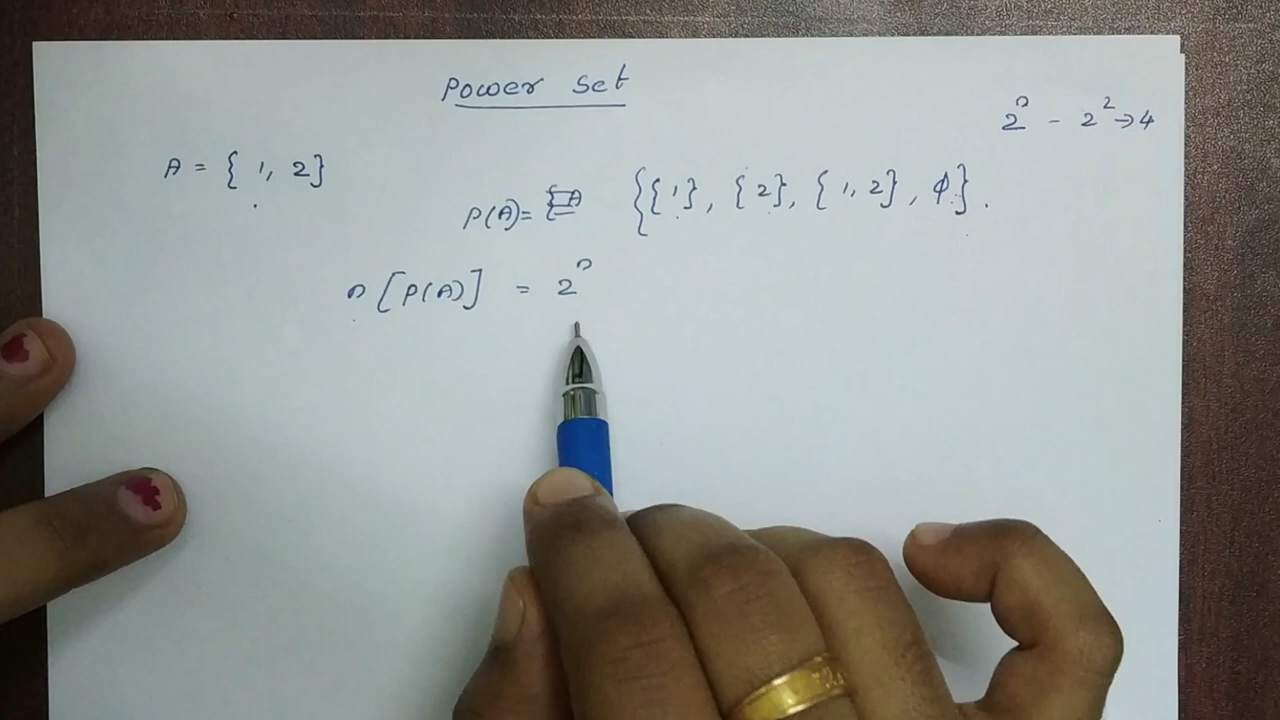 Power Set
2ⁿ - 2² → 4
A = { 1, 2}
P(A) = { {1}, {2}, {1, 2}, ϕ}.
n [P(A)] = 2ⁿ